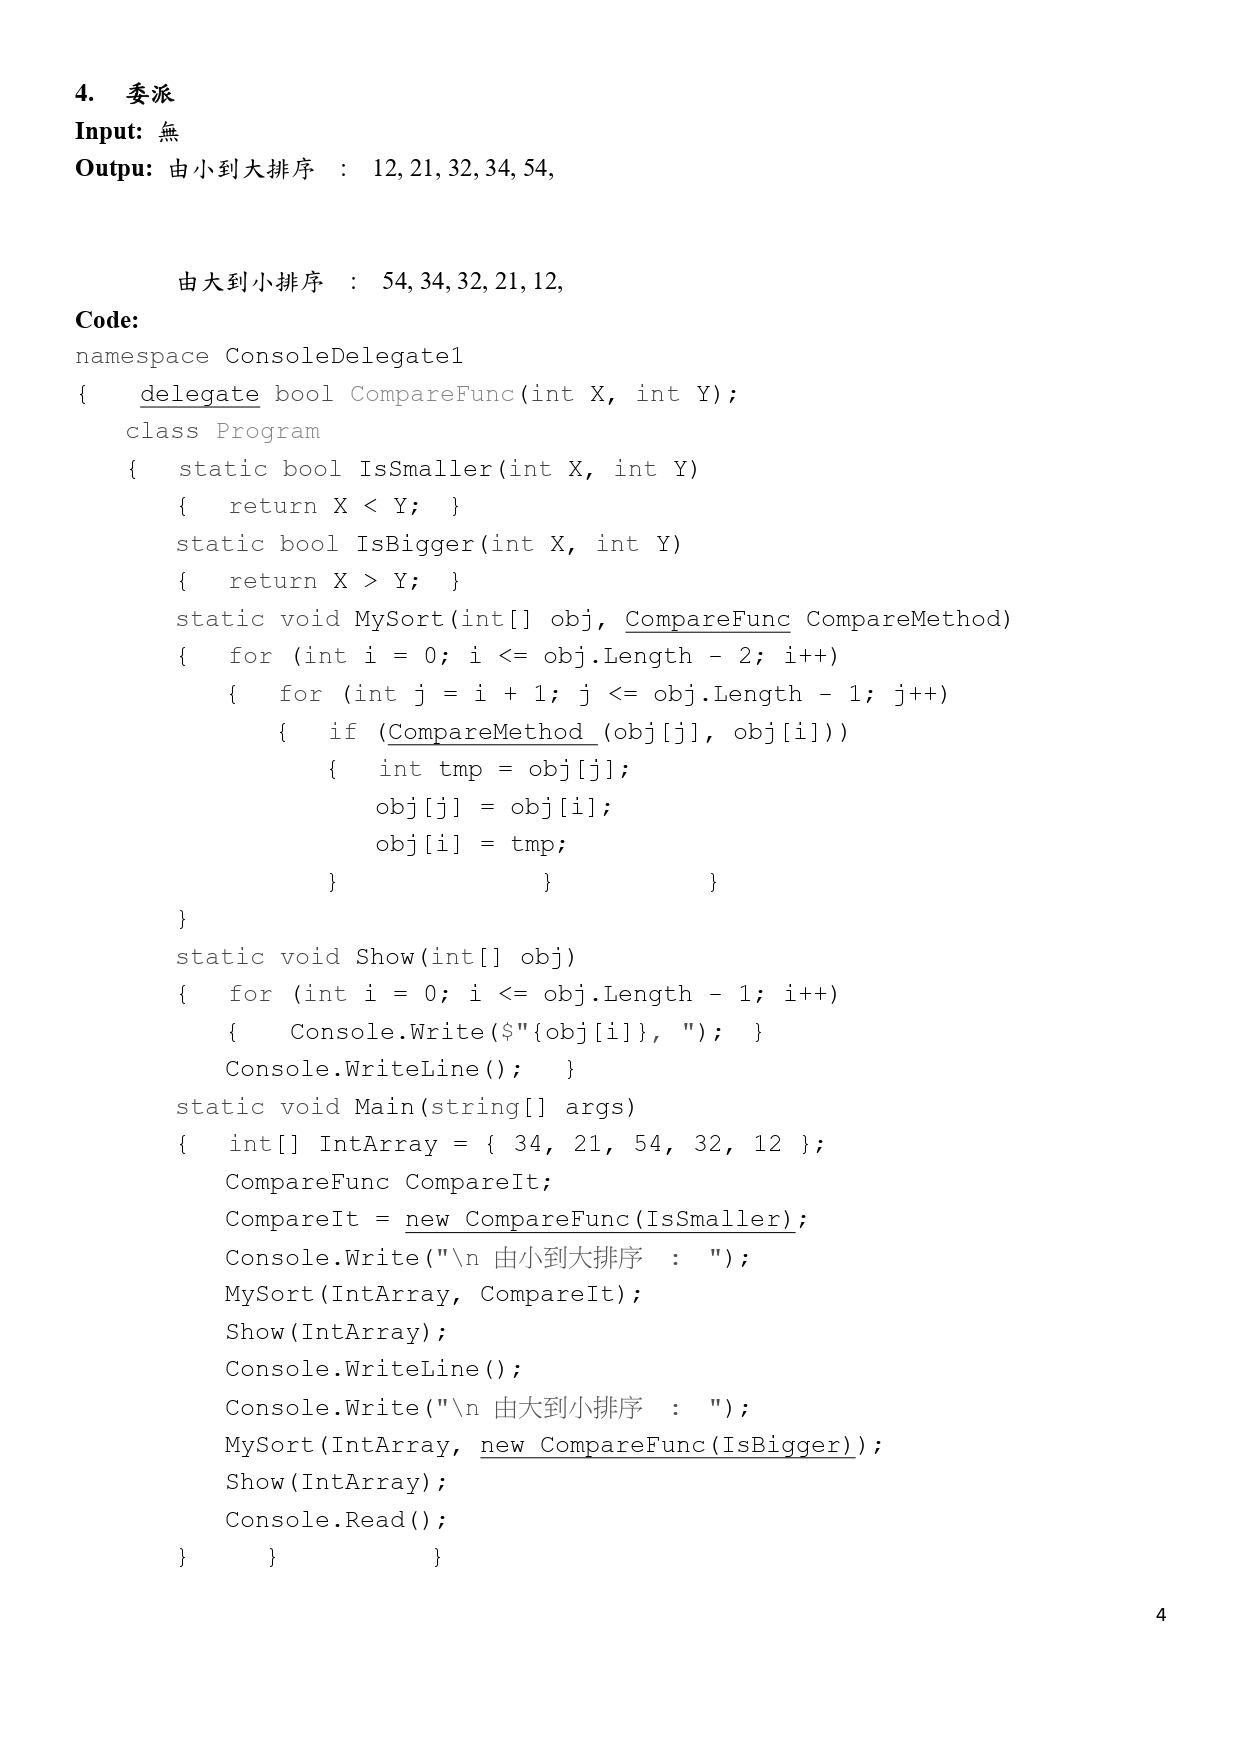 4. 委派
Input: 無
Outpu: 由小到大排序 : 12, 21, 32, 34, 54,
由大到小排序 : 54, 34, 32, 21, 12,
Code:
namespace ConsoleDelegate1
{ delegate bool CompareFunc(int X, int Y);
class Program
{ static bool IsSmaller(int X, int Y)
{ return X < Y; }
static bool IsBigger(int X, int Y)
{ return X > Y; }
static void MySort(int[] obj, CompareFunc CompareMethod)
{ for (int i = 0; i <= obj.Length - 2; i++)
{ for (int j = i + 1; j <= obj.Length - 1; j++)
{ if (CompareMethod (obj[j], obj[i]))
{ int tmp = obj[j];
obj[j] = obj[i];
obj[i] = tmp;
} } }
}
static void Show(int[] obj)
{ for (int i = 0; i <= obj.Length - 1; i++)
{ Console.Write($"{obj[i]}, "); }
Console.WriteLine(); }
static void Main(string[] args)
{ int[] IntArray = { 34, 21, 54, 32, 12 };
CompareFunc CompareIt;
CompareIt = new CompareFunc(IsSmaller);
Console.Write("\n 由小到大排序 : ");
MySort(IntArray, CompareIt);
Show(IntArray);
Console.WriteLine();
Console.Write("\n 由大到小排序 : ");
MySort(IntArray, new CompareFunc(IsBigger));
Show(IntArray);
Console.Read();
} } }
4